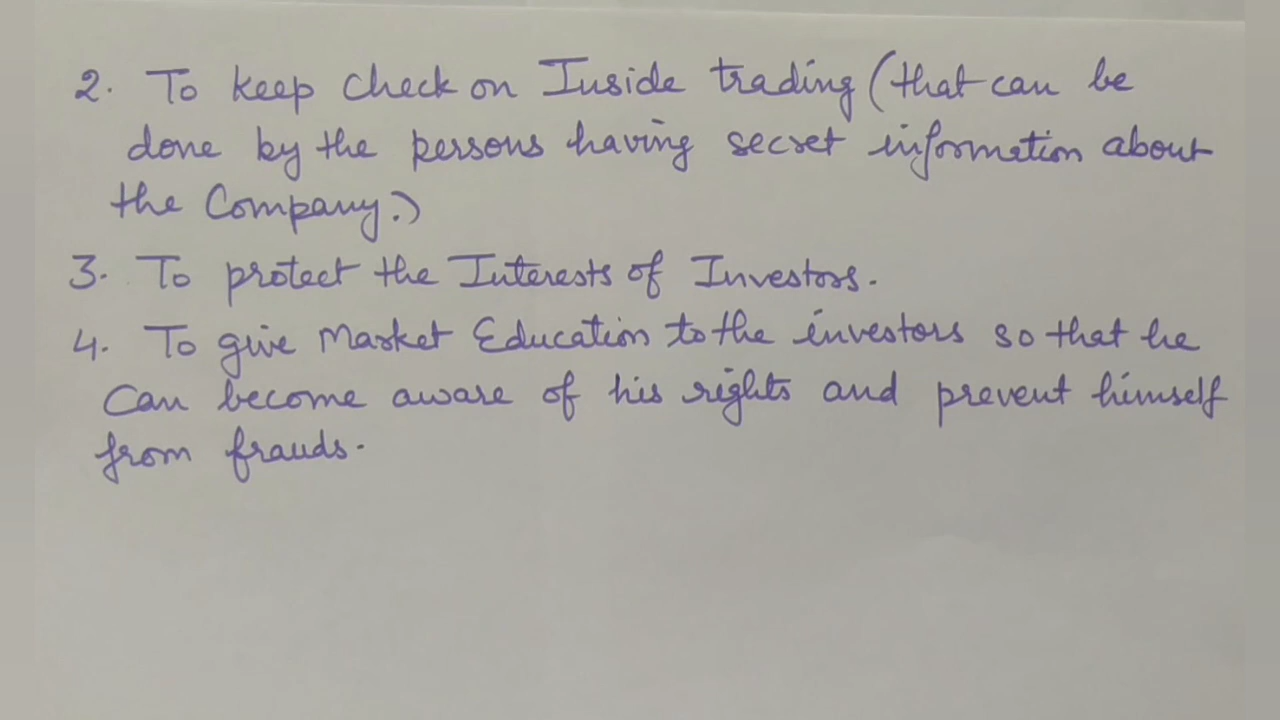 2. To keep check on Inside trading (that can be
done by the persons having secret information about
the Company.)
3. To protect the Interests of Investors.
4. To give Market Education to the investors so that he
Can become aware of his rights and prevent himself
from frauds.